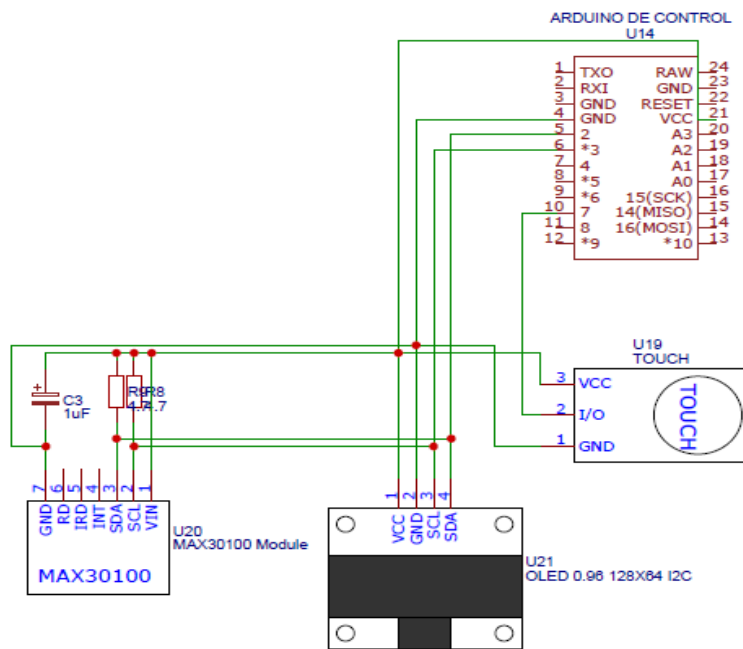 ARDUINO DE CONTROL
U14
1 TXO RAW 24
2 RXI GND 23
3 GND RESET 22
4 GND VCC 21
5 2 A3 20
6 *3 A2 19
7 4 A1 18
8 *5 A0 17
9 *6 15(SCK) 16
10 7 14(MISO) 15
11 8 16(MOSI) 14
12 *9 *10 13
U19
TOUCH
3 VCC
2 I/O
1 GND
TOUCH
+
C3
1uF
R9 R8
4.7 4.7
7 6 5 4 3 2 1
GND RD IRD INT SDA SCL VIN
U20
MAX30100 Module
MAX30100
1 2 3 4
VCC GND SCL SDA
U21
OLED 0.96 128X64 I2C